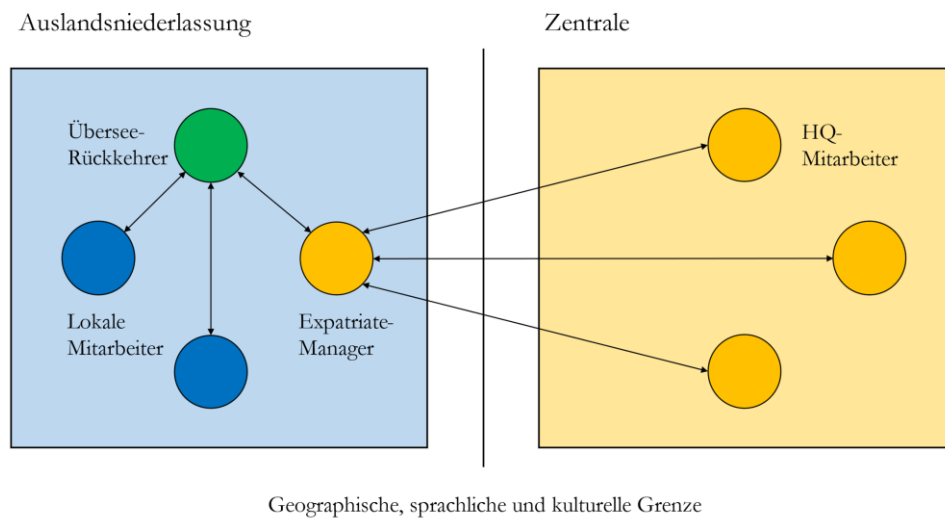 Auslandsniederlassung
Zentrale
Übersee-
Rückkehrer
HQ-
Mitarbeiter
Lokale
Mitarbeiter
Expatriate-
Manager
Geographische, sprachliche und kulturelle Grenze